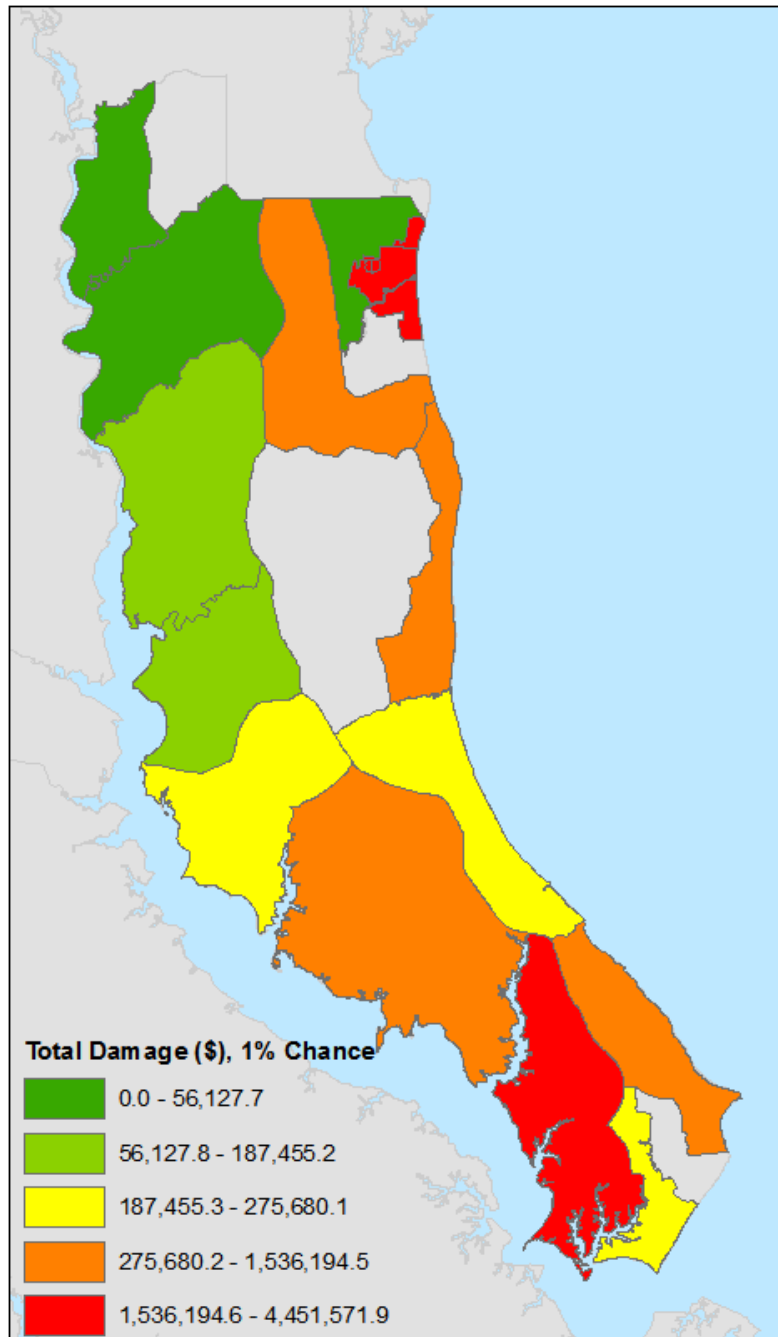 Total Damage ($), 1% Chance
0.0 - 56,127.7
56,127.8 - 187,455.2
187,455.3 - 275,680.1
275,680.2 - 1,536,194.5
1,536,194.6 - 4,451,571.9